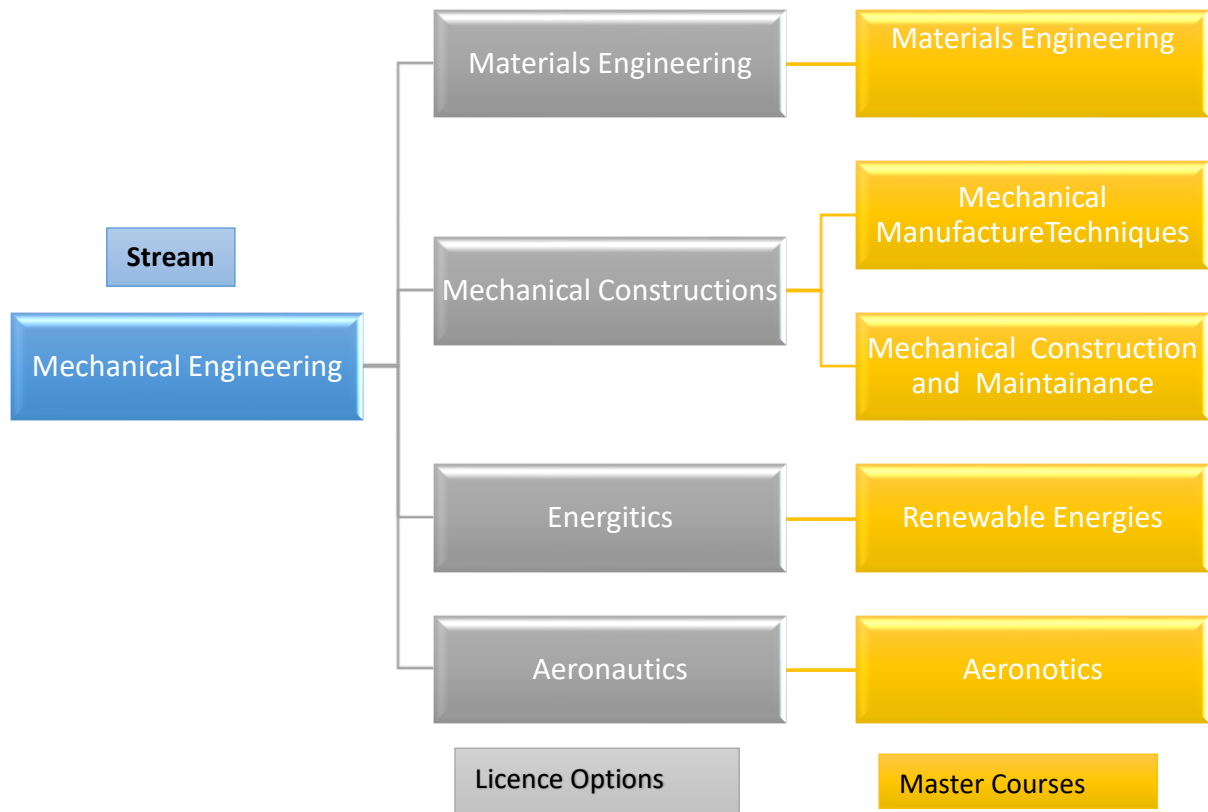 Stream
Mechanical Engineering
Materials Engineering
Mechanical Constructions
Energitics
Aeronautics
Licence Options
Materials Engineering
Mechanical
ManufactureTechniques
Mechanical Construction
and Maintainance
Renewable Energies
Aeronotics
Master Courses